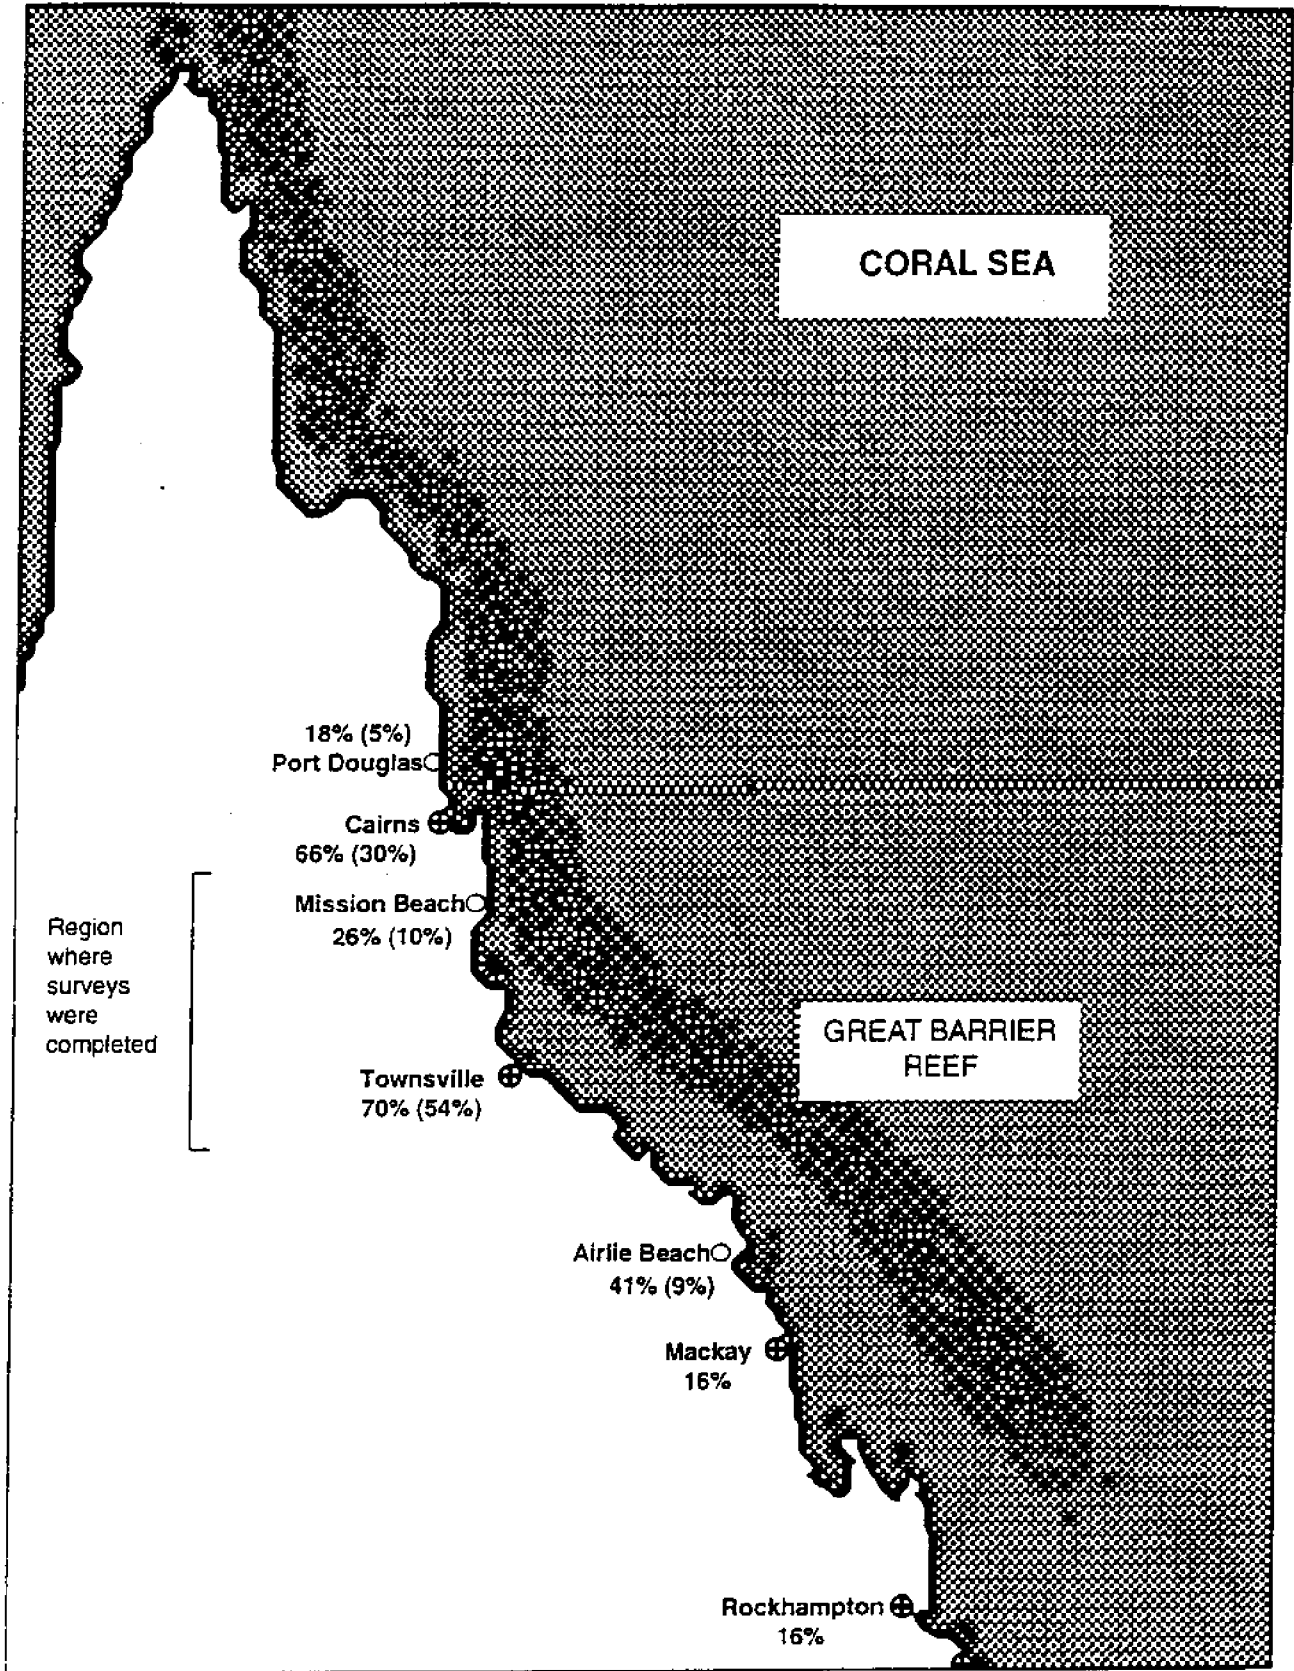 CORAL SEA
18% (5%)
Port Douglas
Cairns
66% (30%)
Mission Beach
26% (10%)
Region
where
surveys
were
completed
GREAT BARRIER
REEF
Townsville
70% (54%)
Airlie Beach
41% (9%)
Mackay
16%
Rockhampton
16%